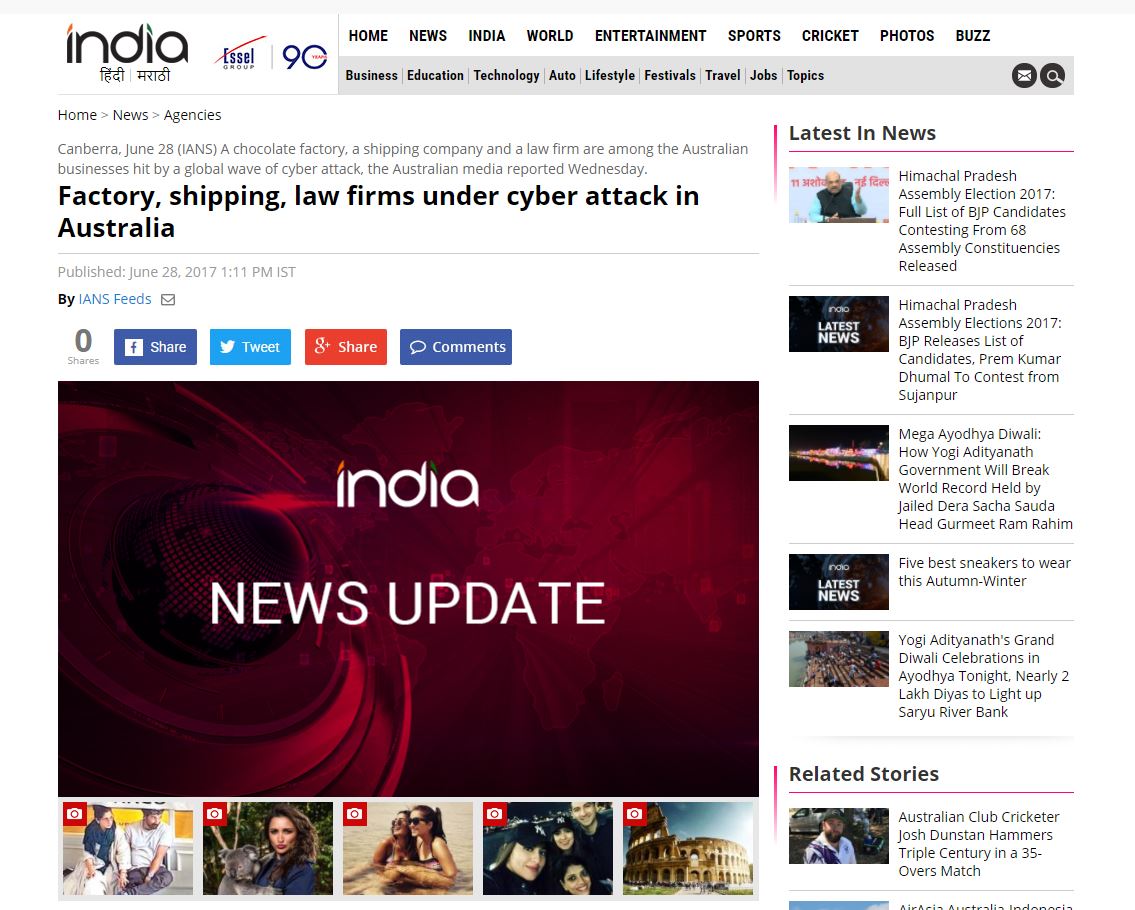 india
हिंदी | मराठी
Essel
GROUP
90 YEARS
HOME NEWS INDIA WORLD ENTERTAINMENT SPORTS CRICKET PHOTOS BUZZ
Business Education Technology Auto Lifestyle Festivals Travel Jobs Topics
Home > News > Agencies
Canberra, June 28 (IANS) A chocolate factory, a shipping company and a law firm are among the Australian
businesses hit by a global wave of cyber attack, the Australian media reported Wednesday.
Factory, shipping, law firms under cyber attack in
Australia
Published: June 28, 2017 1:11 PM IST
By IANS Feeds
0
Shares
Share
Tweet
Share
Comments
india
NEWS UPDATE
Latest In News
Himachal Pradesh
Assembly Election 2017:
Full List of BJP Candidates
Contesting From 68
Assembly Constituencies
Released
india
LATEST
NEWS
Himachal Pradesh
Assembly Elections 2017:
BJP Releases List of
Candidates, Prem Kumar
Dhumal To Contest from
Sujanpur
Mega Ayodhya Diwali:
How Yogi Adityanath
Government Will Break
World Record Held by
Jailed Dera Sacha Sauda
Head Gurmeet Ram Rahim
india
LATEST
NEWS
Five best sneakers to wear
this Autumn-Winter
Yogi Adityanath's Grand
Diwali Celebrations in
Ayodhya Tonight, Nearly 2
Lakh Diyas to Light up
Saryu River Bank
Related Stories
Australian Club Cricketer
Josh Dunstan Hammers
Triple Century in a 35-
Overs Match
AirAsia Australia-Indonesia